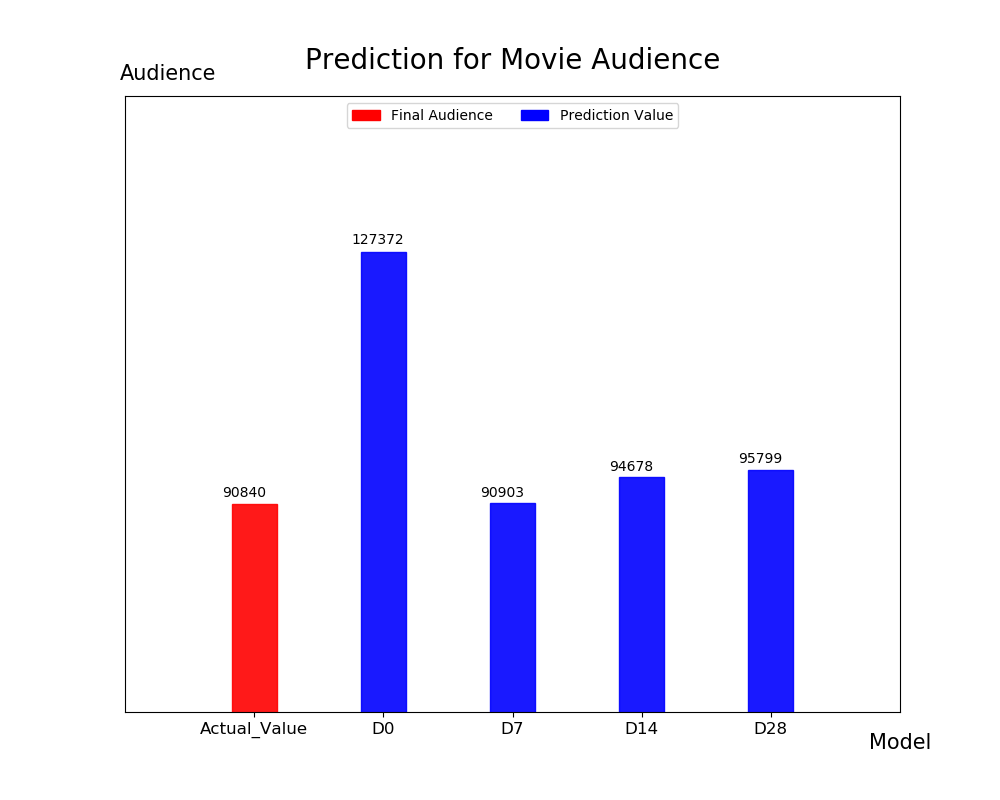 Prediction for Movie Audience
Audience
Final Audience Prediction Value
127372
95799
94678
90840
90903
Actual_Value D0 D7 D14 D28
Model